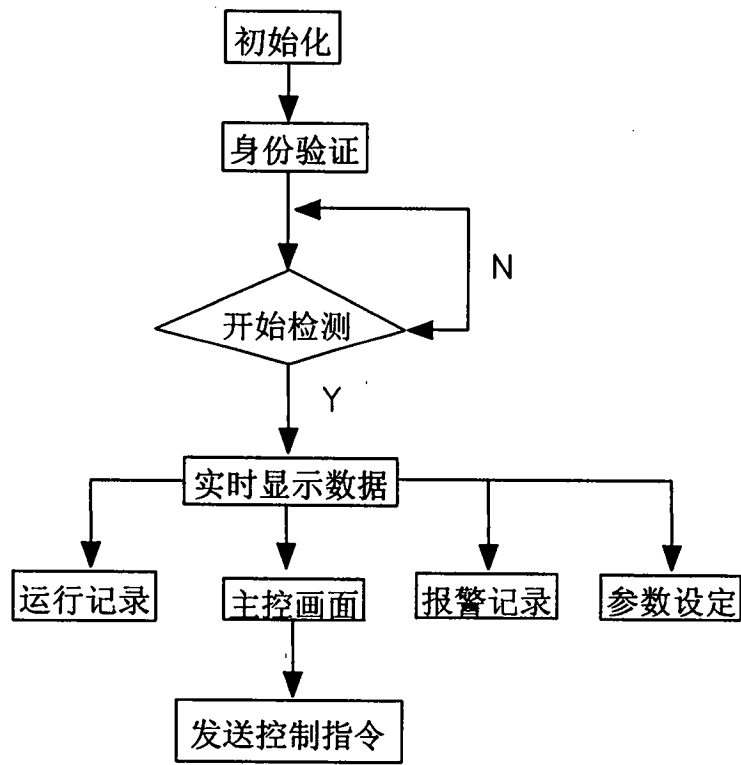 初始化
身份验证
N
开始检测
Y
实时显示数据
运行记录
主控画面
报警记录
参数设定
发送控制指令